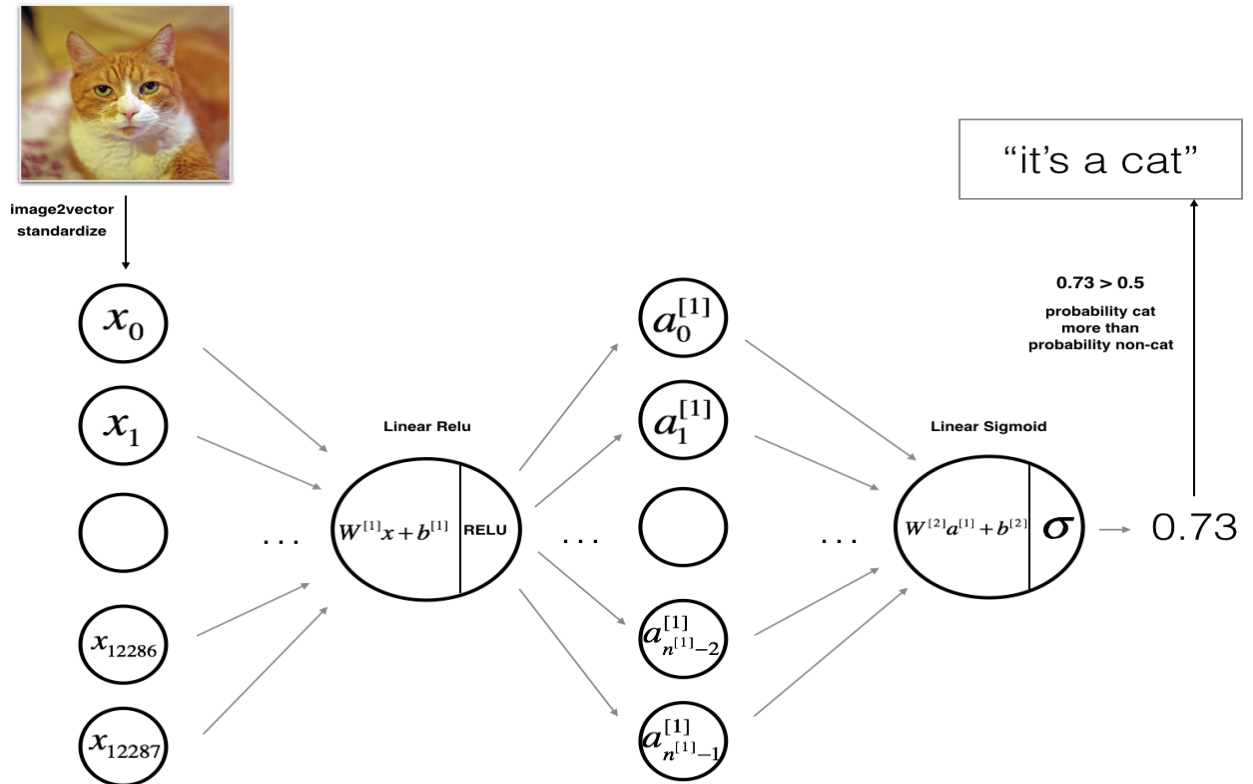 image2vector
standardize
x₀
x₁
x₁₂₂₈₆
x₁₂₂₈₇
. . .
Linear Relu
W^[1]x + b^[1]
RELU
. . .
a₀^[1]
a₁^[1]
a_{n^[1]−2}^[1]
a_{n^[1]−1}^[1]
. . .
Linear Sigmoid
W^[2]a^[1] + b^[2]
σ
0.73
0.73 > 0.5
probability cat
more than
probability non-cat
“it’s a cat”